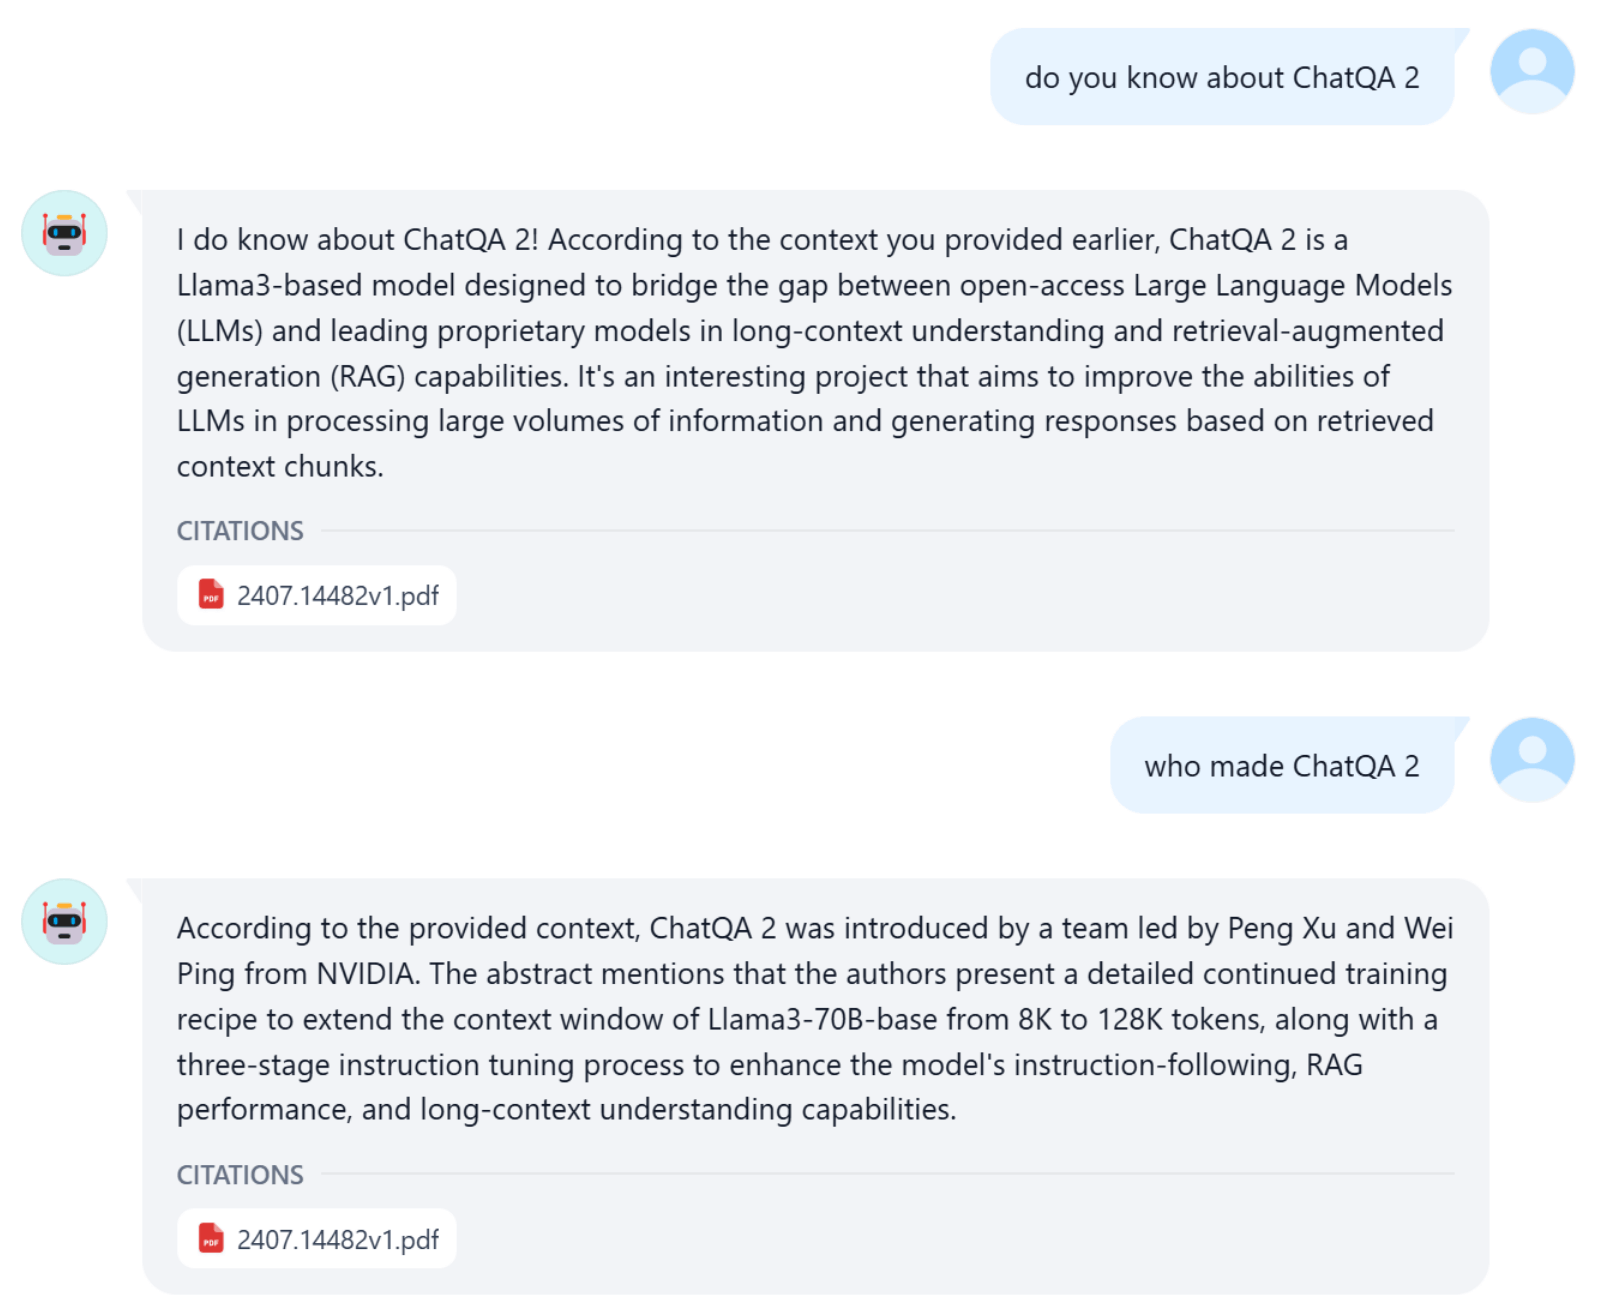 do you know about ChatQA 2
I do know about ChatQA 2! According to the context you provided earlier, ChatQA 2 is a
Llama3-based model designed to bridge the gap between open-access Large Language Models
(LLMs) and leading proprietary models in long-context understanding and retrieval-augmented
generation (RAG) capabilities. It's an interesting project that aims to improve the abilities of
LLMs in processing large volumes of information and generating responses based on retrieved
context chunks.
CITATIONS
PDF 2407.14482v1.pdf
who made ChatQA 2
According to the provided context, ChatQA 2 was introduced by a team led by Peng Xu and Wei
Ping from NVIDIA. The abstract mentions that the authors present a detailed continued training
recipe to extend the context window of Llama3-70B-base from 8K to 128K tokens, along with a
three-stage instruction tuning process to enhance the model's instruction-following, RAG
performance, and long-context understanding capabilities.
CITATIONS
PDF 2407.14482v1.pdf